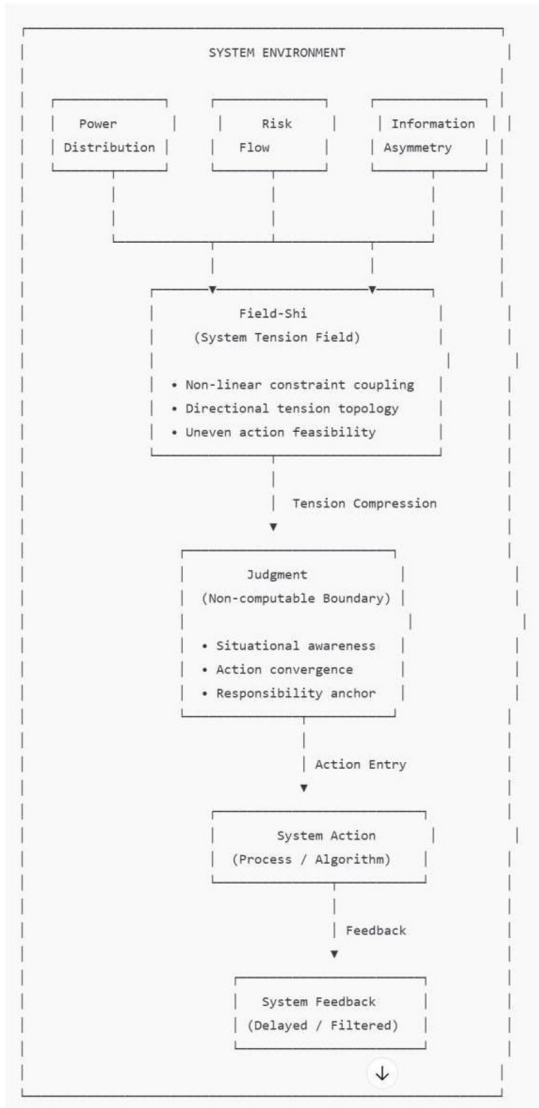 SYSTEM ENVIRONMENT
Power Risk Information
Distribution Flow Asymmetry
Field-Shi
(System Tension Field)
• Non-linear constraint coupling
• Directional tension topology
• Uneven action feasibility
Tension Compression
Judgment
(Non-computable Boundary)
• Situational awareness
• Action convergence
• Responsibility anchor
Action Entry
System Action
(Process / Algorithm)
Feedback
System Feedback
(Delayed / Filtered)